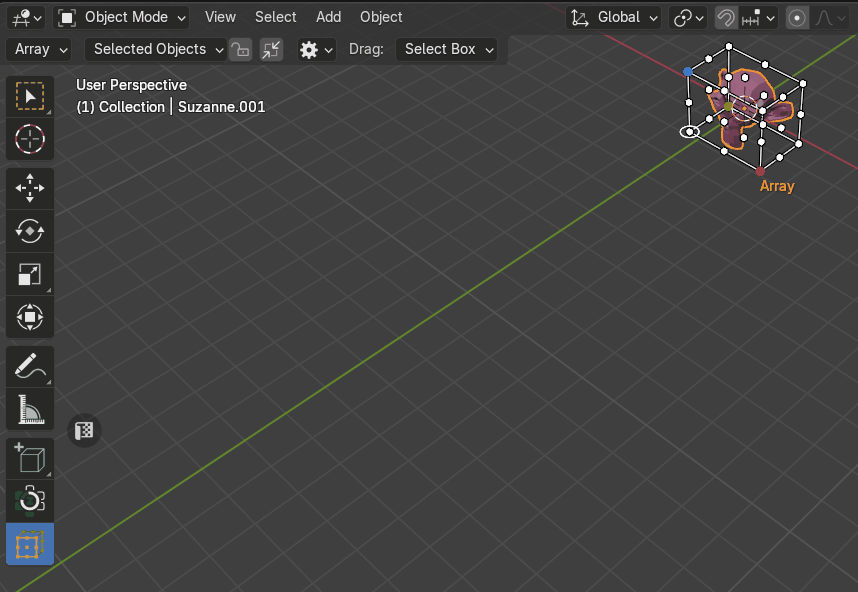 Object Mode View Select Add Object Global
Array Selected Objects Drag: Select Box
User Perspective
(1) Collection | Suzanne.001
Array